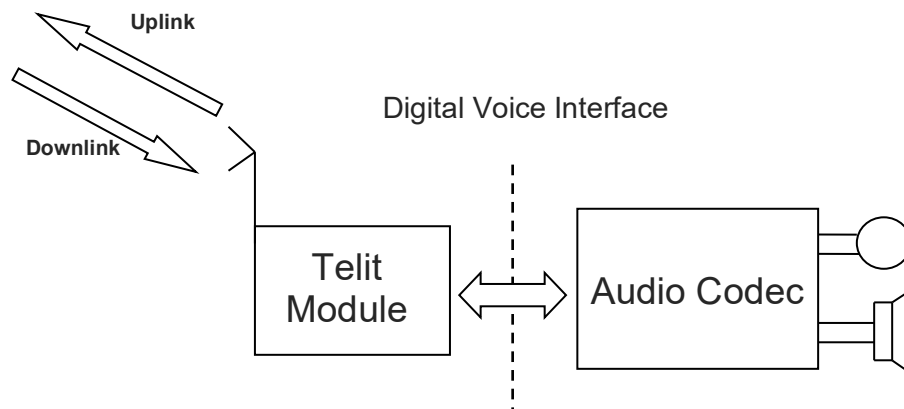 Uplink
Digital Voice Interface
Downlink
Telit
Module
Audio Codec